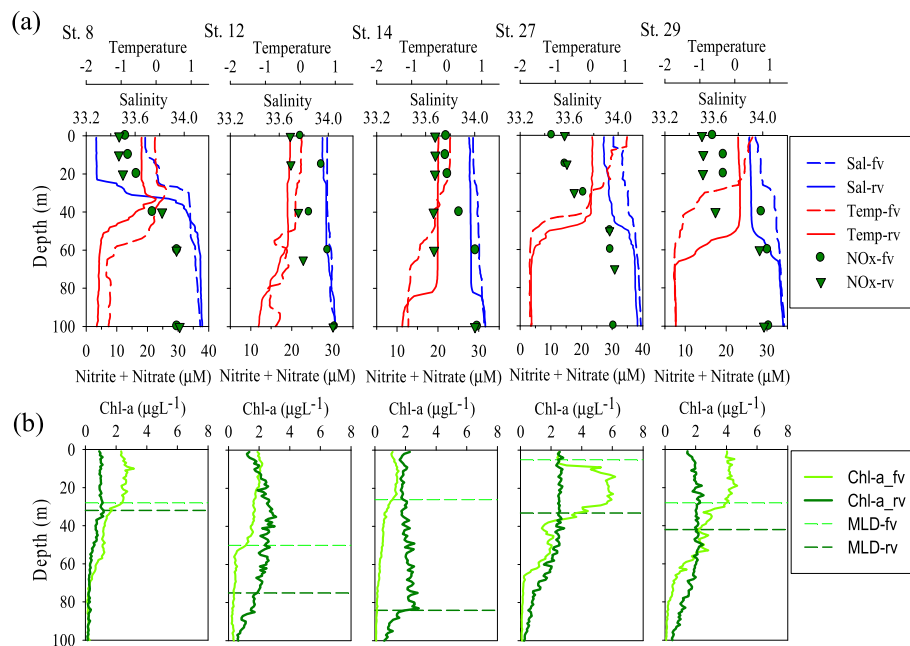 (a)
St. 8 St. 12 St. 14 St. 27 St. 29
Temperature Temperature Temperature Temperature Temperature
-2 -1 0 1 -2 -1 0 1 -2 -1 0 1 -2 -1 0 1 -2 -1 0 1
Salinity Salinity Salinity Salinity Salinity
33.2 33.6 34.0 33.6 34.0 33.6 34.0 33.6 34.0 33.6 34.0
Depth (m)
0
20
40
60
80
100
Sal-fv
Sal-rv
Temp-fv
Temp-rv
NOx-fv
NOx-rv
0 10 20 30 40 0 10 20 30 0 10 20 30 0 10 20 30 0 10 20 30 40
Nitrite + Nitrate (µM) Nitrite + Nitrate (µM) Nitrite + Nitrate (µM) Nitrite + Nitrate (µM) Nitrite + Nitrate (µM)
Chl-a (µgL-1) Chl-a (µgL-1) Chl-a (µgL-1) Chl-a (µgL-1) Chl-a (µgL-1)
(b)
0 2 4 6 8 0 2 4 6 8 0 2 4 6 8 0 2 4 6 8 0 2 4 6 8
Depth (m)
0
20
40
60
80
100
Chl-a_fv
Chl-a_rv
MLD-fv
MLD-rv